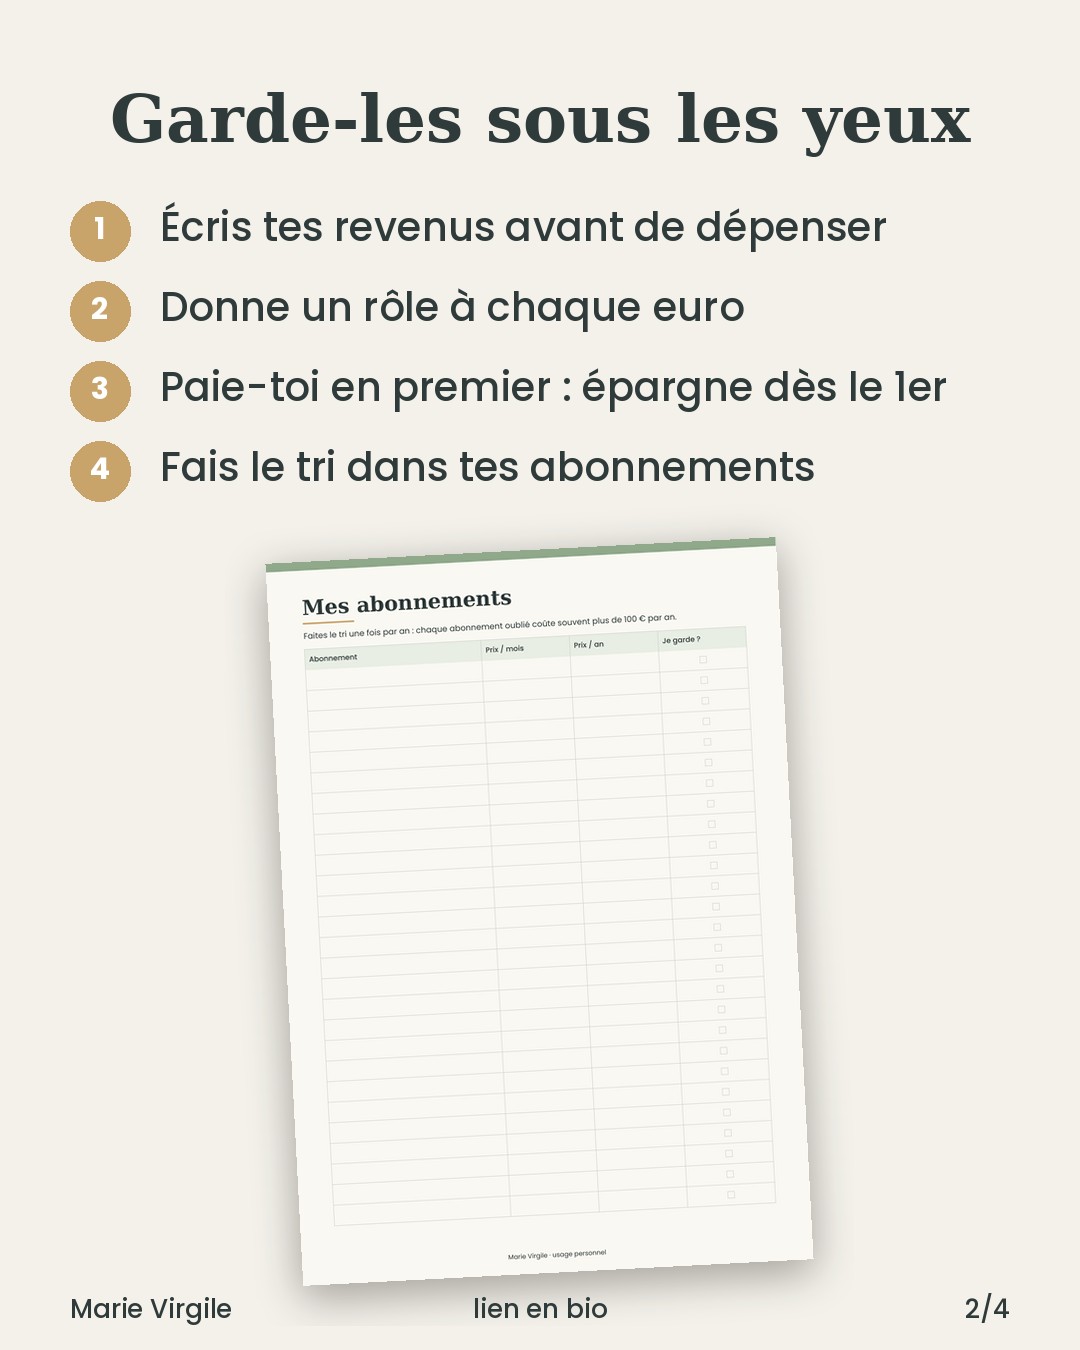 Garde-les sous les yeux
1 Écris tes revenus avant de dépenser
2 Donne un rôle à chaque euro
3 Paie-toi en premier : épargne dès le 1er
4 Fais le tri dans tes abonnements
Mes abonnements
Faites le tri une fois par an : chaque abonnement oublié coûte souvent plus de 100 € par an.
Abonnement Prix / mois Prix / an Je garde ?
Marie Virgile · usage personnel
Marie Virgile lien en bio 2/4